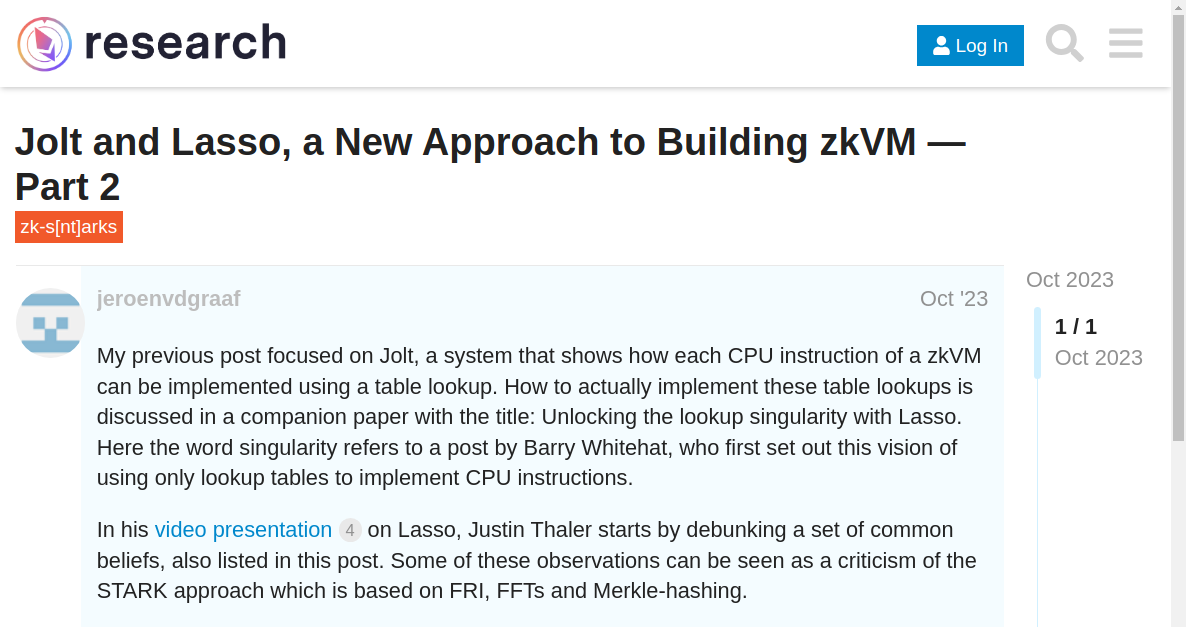 research
Log In
Jolt and Lasso, a New Approach to Building zkVM —
Part 2
zk-s[nt]arks
jeroenvdgraaf
Oct '23
Oct 2023
1 / 1
Oct 2023
My previous post focused on Jolt, a system that shows how each CPU instruction of a zkVM
can be implemented using a table lookup. How to actually implement these table lookups is
discussed in a companion paper with the title: Unlocking the lookup singularity with Lasso.
Here the word singularity refers to a post by Barry Whitehat, who first set out this vision of
using only lookup tables to implement CPU instructions.
In his video presentation 4 on Lasso, Justin Thaler starts by debunking a set of common
beliefs, also listed in this post. Some of these observations can be seen as a criticism of the
STARK approach which is based on FRI, FFTs and Merkle-hashing.